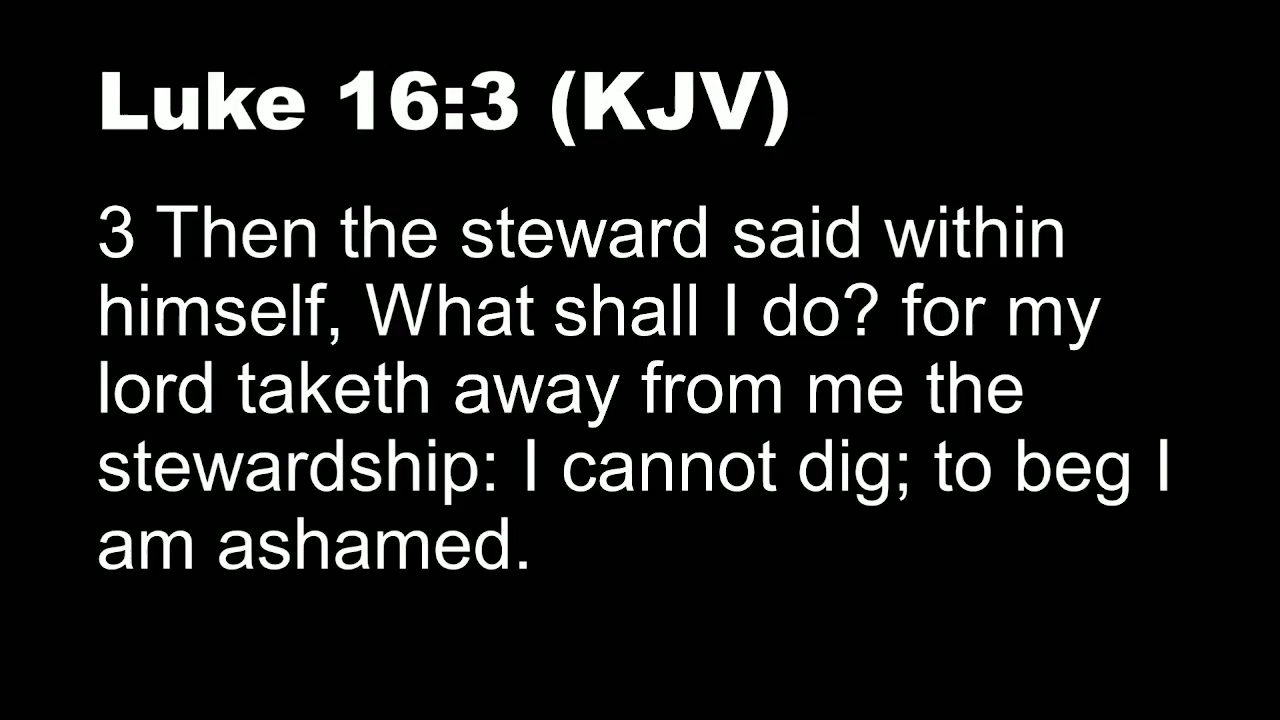 Luke 16:3 (KJV)
3 Then the steward said within
himself, What shall I do? for my
lord taketh away from me the
stewardship: I cannot dig; to beg I
am ashamed.